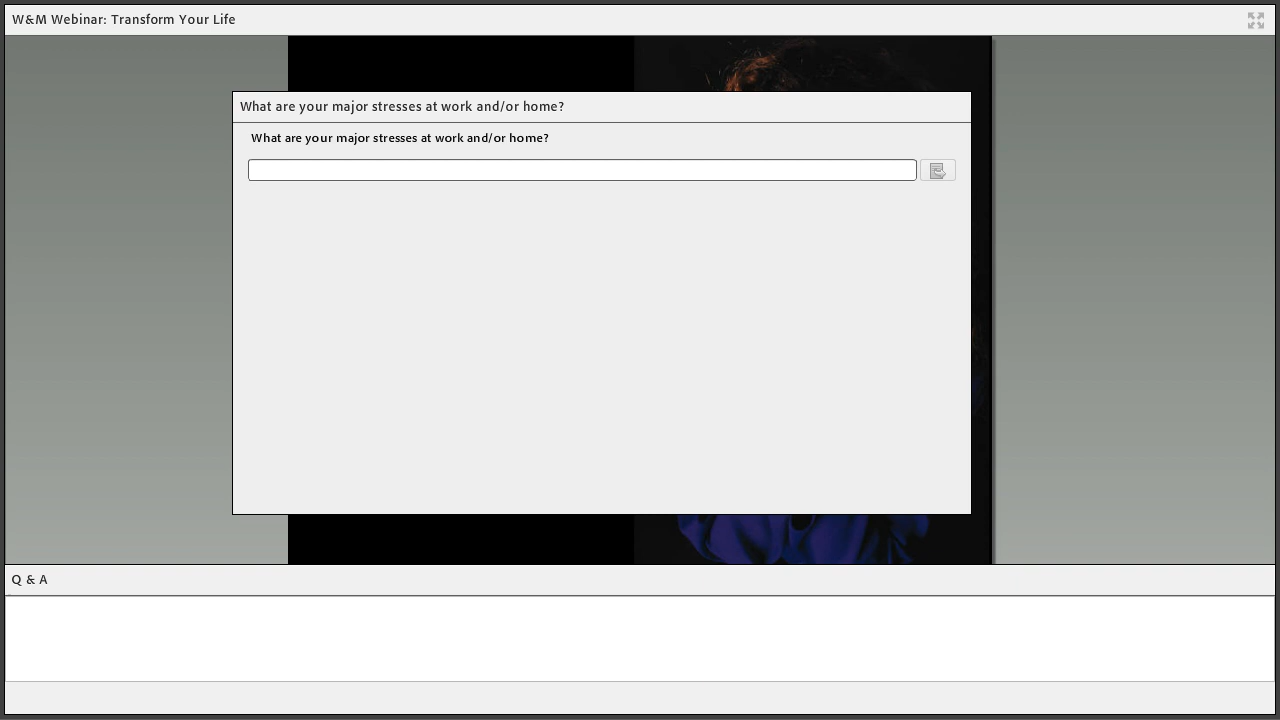 W&M Webinar: Transform Your Life
What are your major stresses at work and/or home?
What are your major stresses at work and/or home?
Q & A